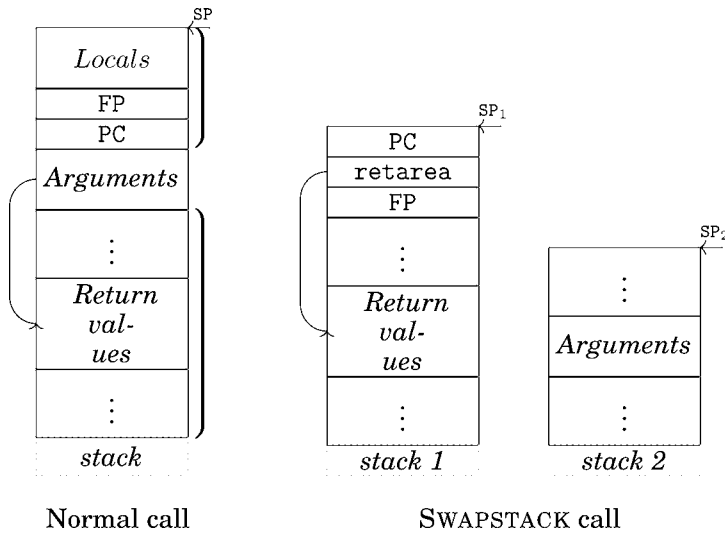 SP
Locals
FP
PC
Arguments
⋮
Return
val-
ues
⋮
stack
Normal call
SP1
PC
retarea
FP
⋮
Return
val-
ues
⋮
stack 1
SP2
⋮
Arguments
⋮
stack 2
SWAPSTACK call